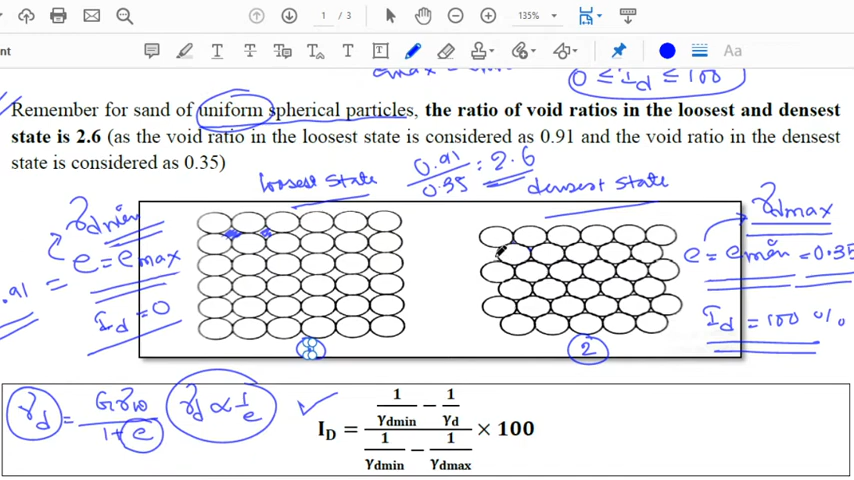 1 / 3
135%
nt
Aa
0 ≤ Id ≤ 100
Remember for sand of uniform spherical particles, the ratio of void ratios in the loosest and densest
state is 2.6 (as the void ratio in the loosest state is considered as 0.91 and the void ratio in the densest
state is considered as 0.35)
0.91/0.35 = 2.6
loosest state
densest state
γdmin
γdmax
e = emax
e = emin = 0.35
.91 =
Id = 0
Id = 100 %
2
γd = Gγw/(1+e)
γd ∝ 1/e
I_D = (1/γdmin − 1/γd)/(1/γdmin − 1/γdmax) × 100